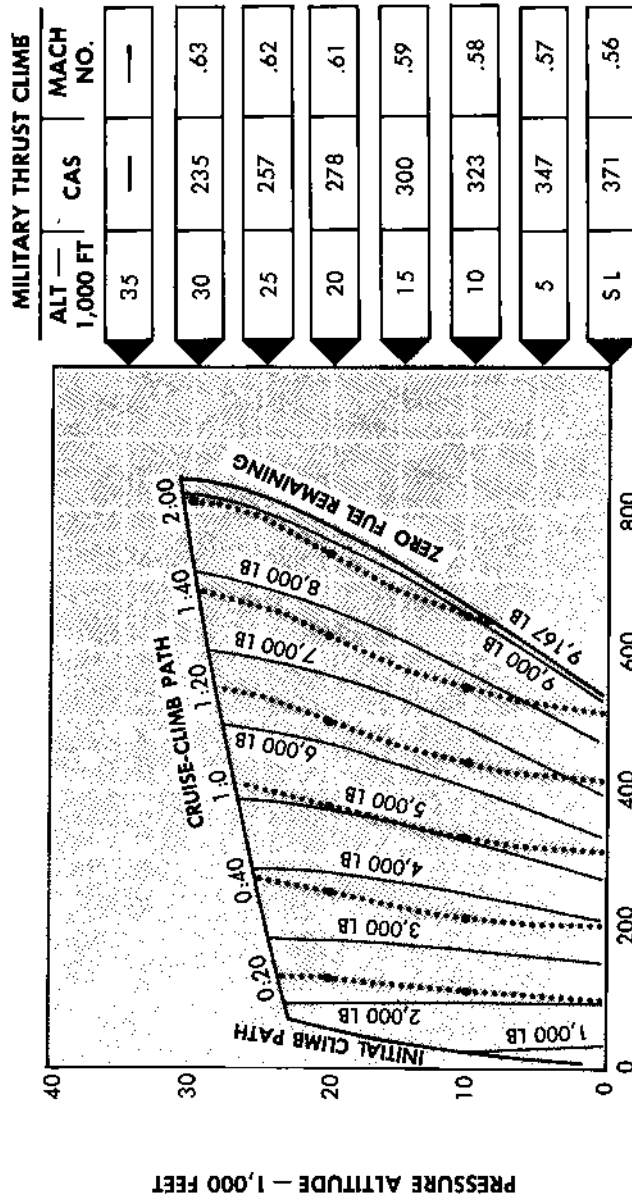 MILITARY THRUST CLIMB
ALT — 1,000 FT
CAS
MACH NO.
35 — —
30 235 .63
25 257 .62
20 278 .61
15 300 .59
10 323 .58
5 347 .57
S L 371 .56
PRESSURE ALTITUDE — 1,000 FEET
40
30
20
10
0
0
200
400
600
800
INITIAL CLIMB PATH
CRUISE-CLIMB PATH
0:20
0:40
1:0
1:20
1:40
2:00
1,000 LB
2,000 LB
3,000 LB
4,000 LB
5,000 LB
6,000 LB
7,000 LB
8,000 LB
9,000 LB
9,167 LB
ZERO FUEL REMAINING